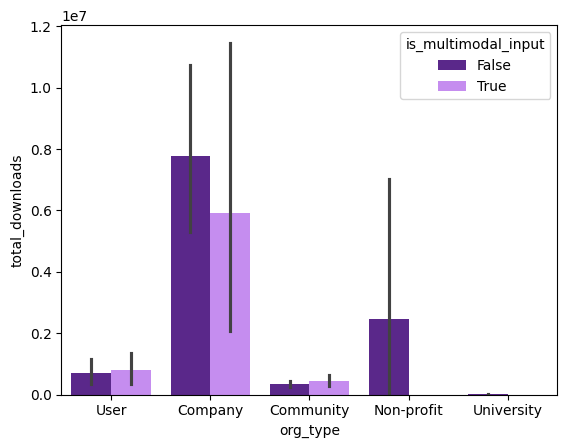 1e7
1.2
1.0
0.8
0.6
0.4
0.2
0.0
total_downloads
is_multimodal_input
False
True
User Company Community Non-profit University
org_type